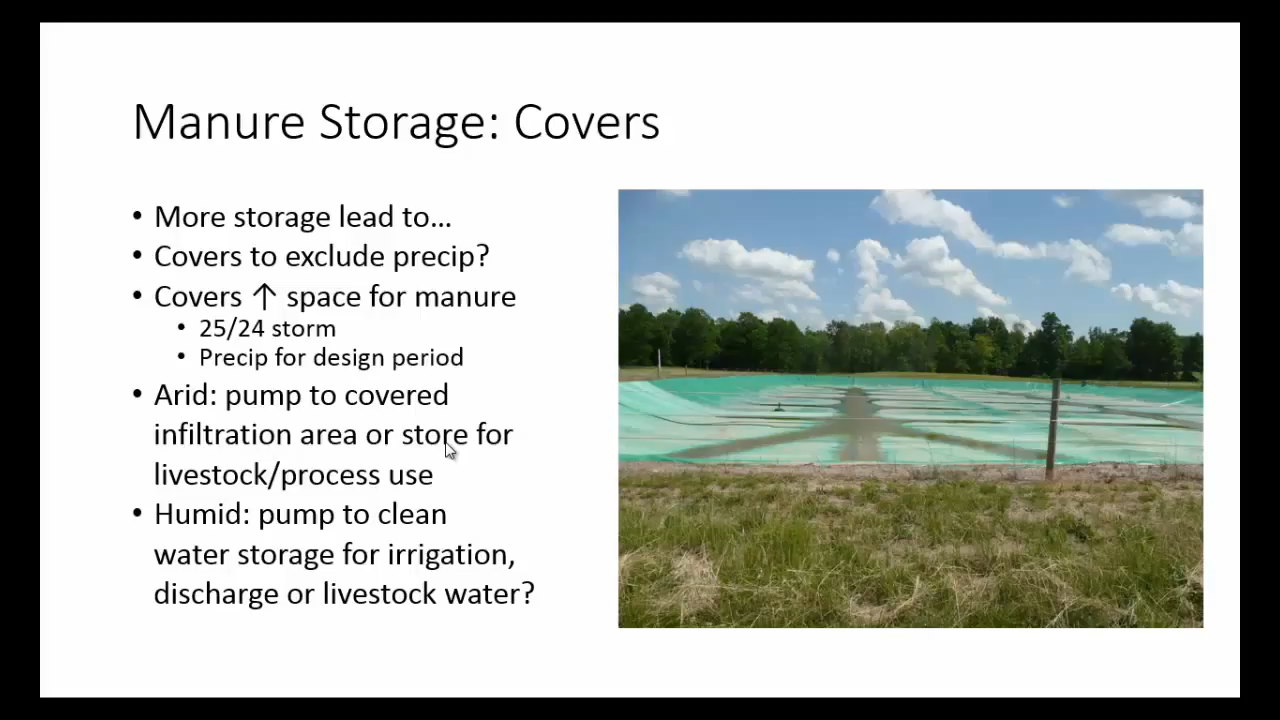 Manure Storage: Covers
• More storage lead to...
• Covers to exclude precip?
• Covers ↑ space for manure
• 25/24 storm
• Precip for design period
• Arid: pump to covered
infiltration area or store for
livestock/process use
• Humid: pump to clean
water storage for irrigation,
discharge or livestock water?